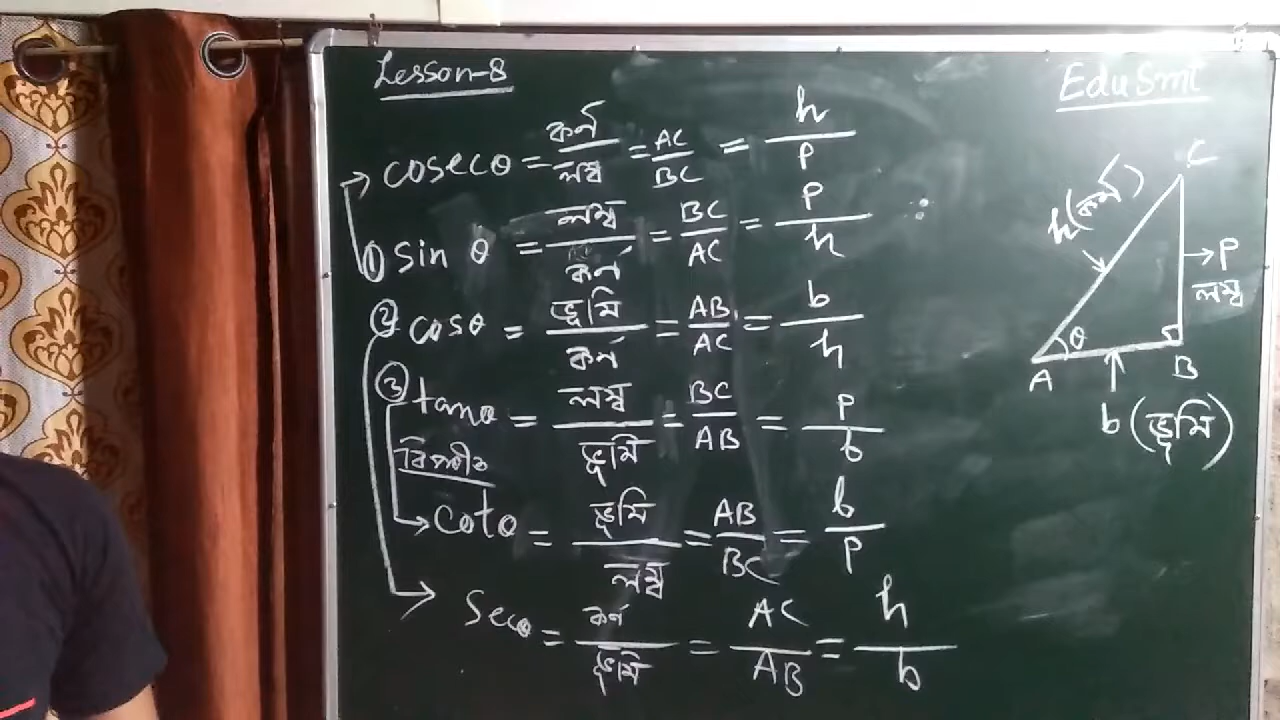 Lesson-8
EduSmt
cosecθ = কর্ন/লম্ব = AC/BC = h/P
① sin θ = লম্ব/কর্ন = BC/AC = P/h
② cosθ = ভূমি/কর্ন = AB/AC = b/h
③ tanθ = লম্ব/ভূমি = BC/AB = P/b
বিপরীত
cotθ = ভূমি/লম্ব = AB/BC = b/P
Secθ = কর্ন/ভূমি = AC/AB = h/b
C
h(কর্ন)
P
লম্ব
θ
A
B
b (ভূমি)